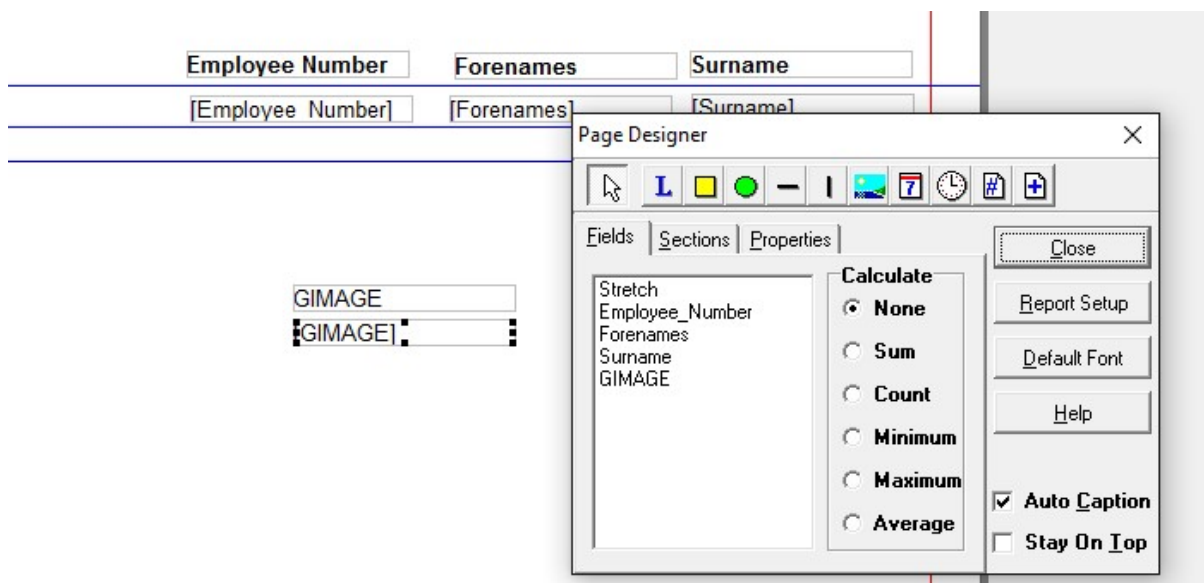 Employee Number Forenames Surname
[Employee_Number] [Forenames] [Surname]
Page Designer
L 7 #
Fields Sections Properties
Close
Calculate
Stretch
Employee_Number
Forenames
Surname
GIMAGE
None
Sum
Count
Minimum
Maximum
Average
Report Setup
Default Font
Help
Auto Caption
Stay On Top
GIMAGE
GIMAGE]